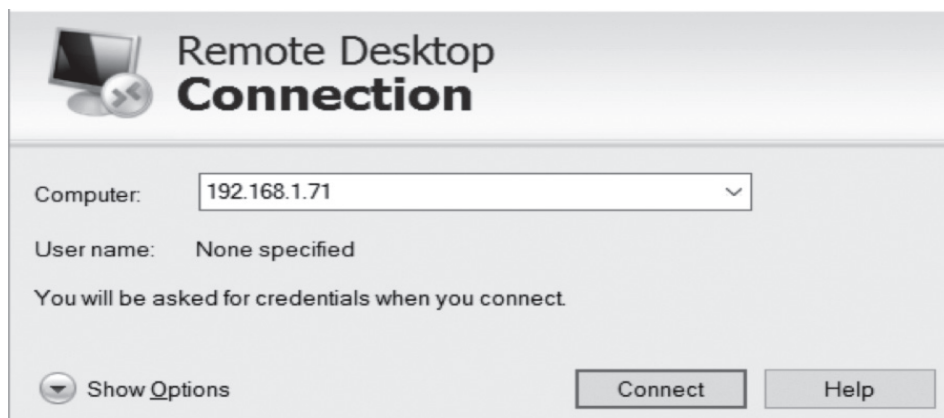 Remote Desktop
Connection
Computer: 192.168.1.71
User name: None specified
You will be asked for credentials when you connect.
Show Options Connect Help